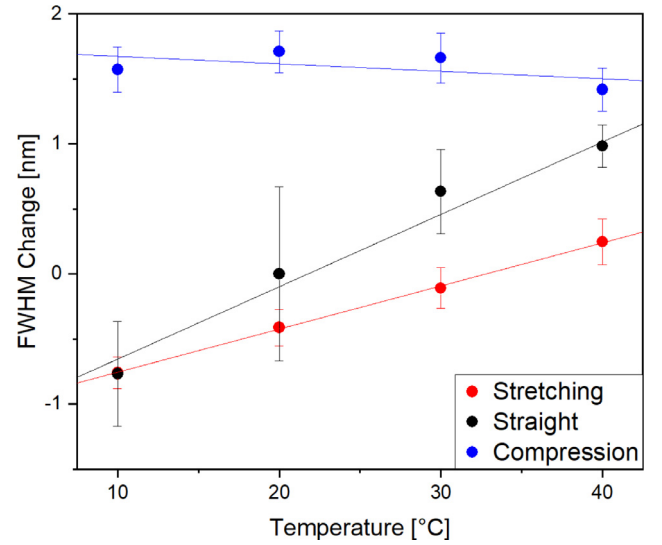 FWHM Change [nm]
2
1
0
-1
10
20
30
40
Temperature [°C]
Stretching
Straight
Compression